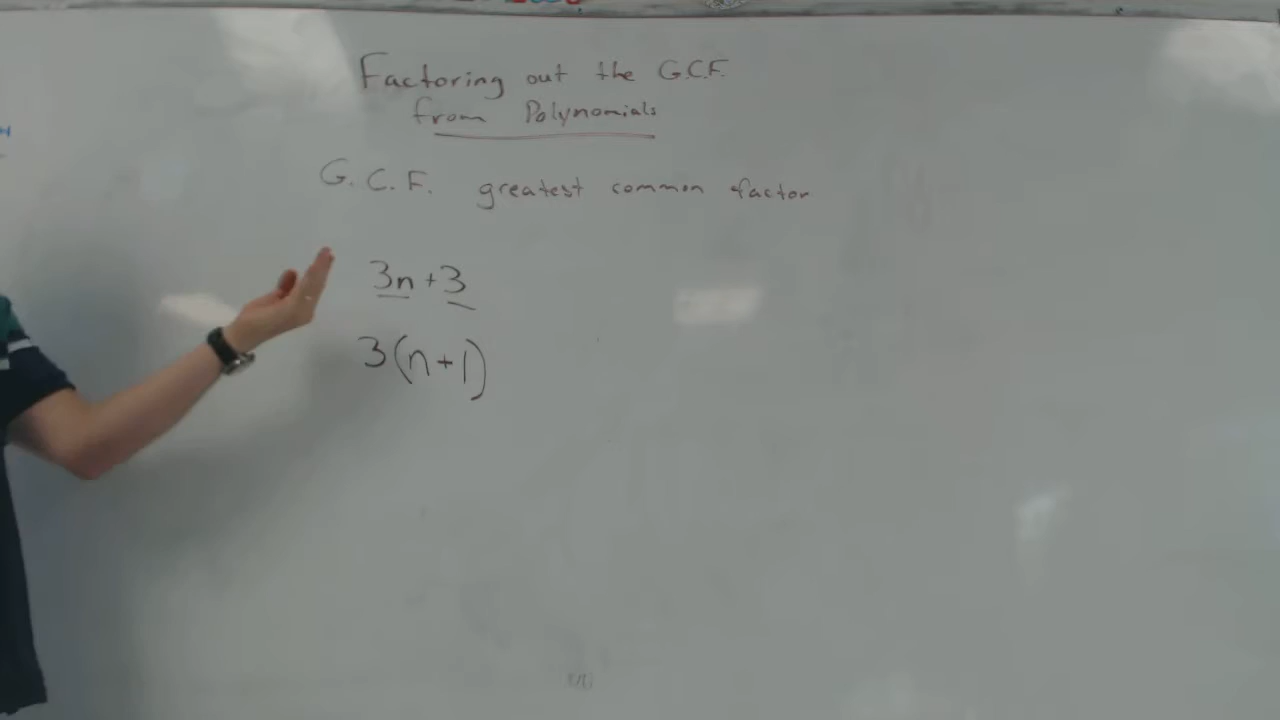 Factoring out the G.C.F.
from Polynomials
G.C.F. greatest common factor
3n + 3
3(n+1)